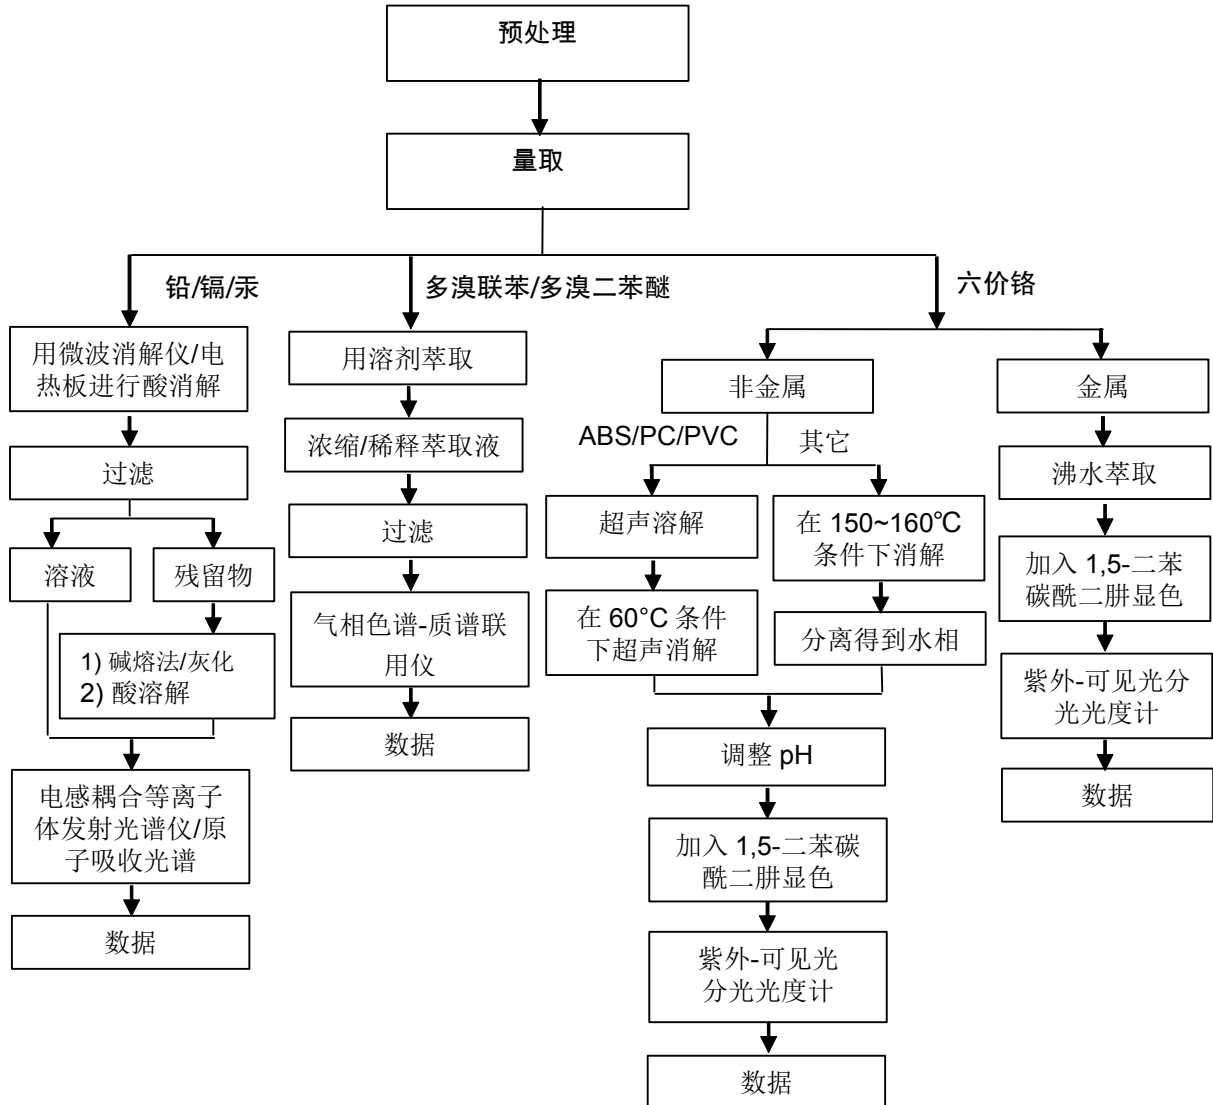 预处理
量取
铅/镉/汞
多溴联苯/多溴二苯醚
六价铬
用微波消解仪/电
热板进行酸消解
过滤
溶液
残留物
1) 碱熔法/灰化
2) 酸溶解
电感耦合等离子
体发射光谱仪/原
子吸收光谱
数据
用溶剂萃取
浓缩/稀释萃取液
过滤
气相色谱-质谱联
用仪
数据
非金属
ABS/PC/PVC
其它
超声溶解
在 60°C 条件
下超声消解
在 150~160℃
条件下消解
分离得到水相
调整 pH
加入 1,5-二苯碳
酰二肼显色
紫外-可见光
分光光度计
数据
金属
沸水萃取
加入 1,5-二苯
碳酰二肼显色
紫外-可见光分
光光度计
数据